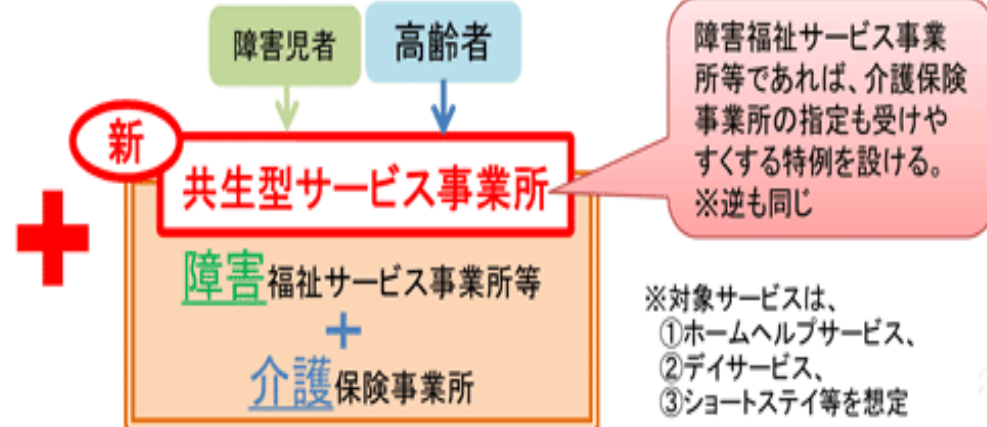 障害児者
高齢者
新
共生型サービス事業所
障害福祉サービス事業所等
+
介護保険事業所
障害福祉サービス事業
所等であれば、介護保険
事業所の指定も受けや
すくする特例を設ける。
※逆も同じ
※対象サービスは、
①ホームヘルプサービス、
②デイサービス、
③ショートステイ等を想定